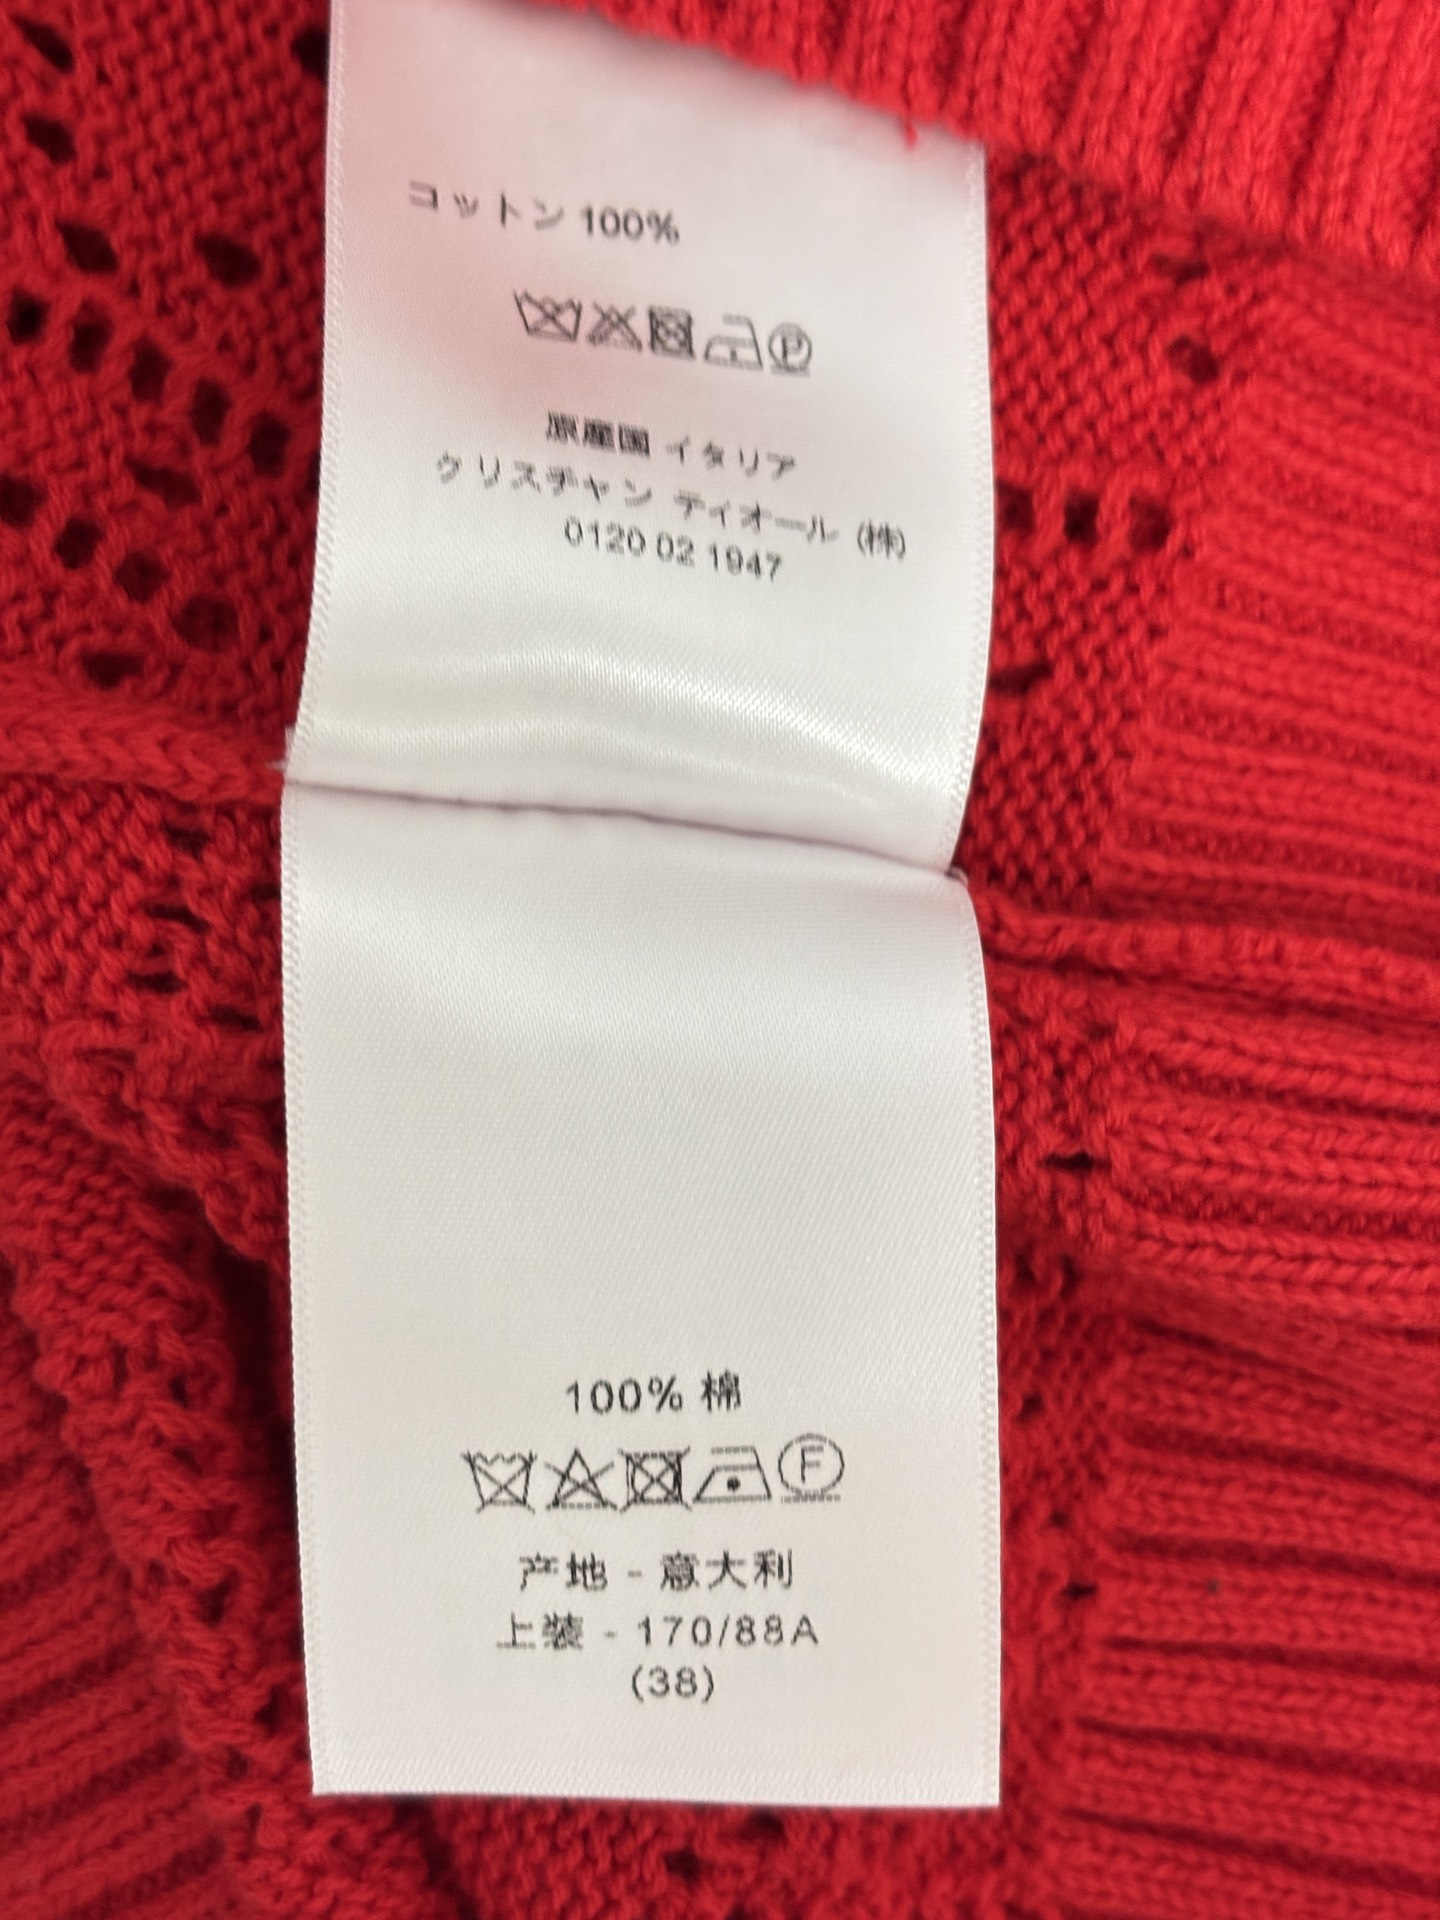 コットン 100%
P
原産国 イタリア
クリスチャン ディオール (株)
0120 02 1947
100% 棉
F
产地 - 意大利
上装 - 170/88A
(38)